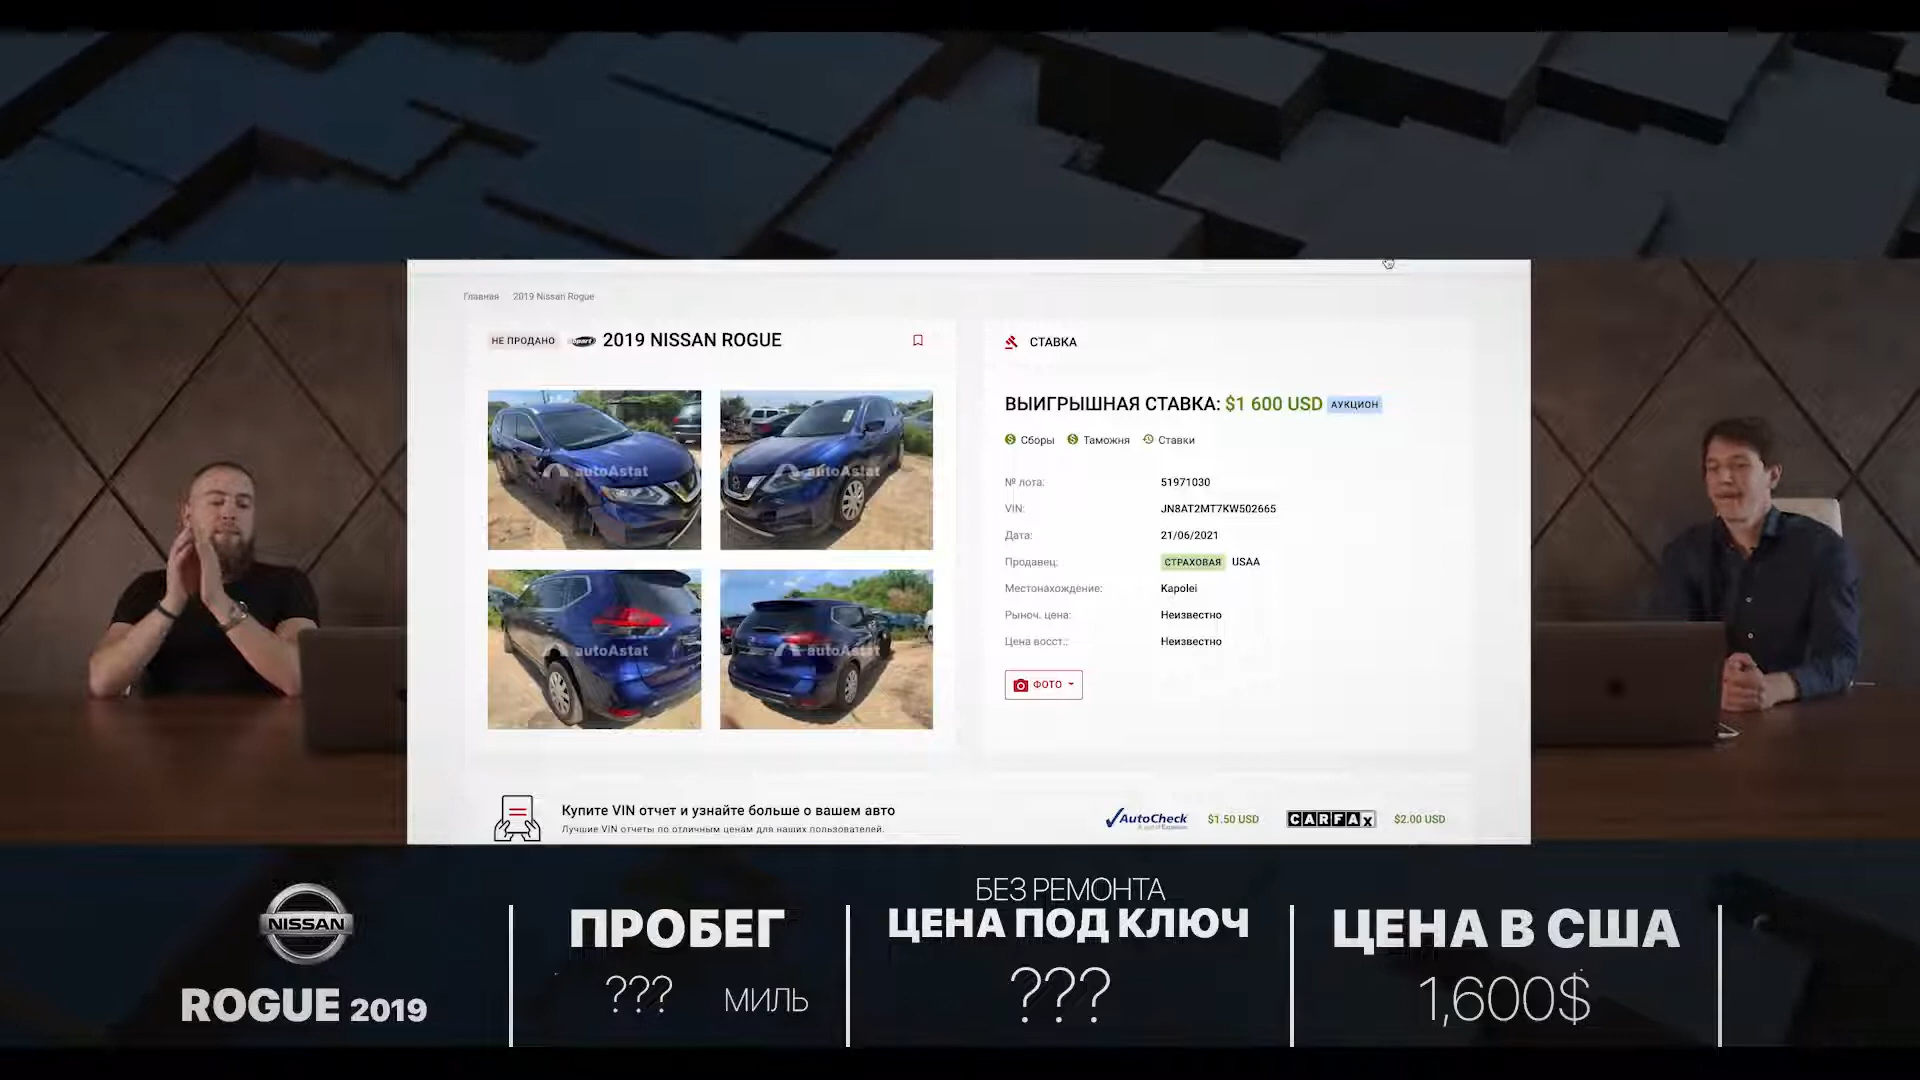 Главная 2019 Nissan Rogue
НЕ ПРОДАНО copart 2019 NISSAN ROGUE
autoAstat
autoAstat
autoAstat
autoAstat
СТАВКА
ВЫИГРЫШНАЯ СТАВКА: $1 600 USD АУКЦИОН
Сборы Таможня Ставки
№ лота: 51971030
VIN: JN8AT2MT7KW502665
Дата: 21/06/2021
Продавец: СТРАХОВАЯ USAA
Местонахождение: Kapolei
Рыноч. цена: Неизвестно
Цена восст.: Неизвестно
ФОТО
Купите VIN отчет и узнайте больше о вашем авто
Лучшие VIN отчеты по отличным ценам для наших пользователей.
AutoCheck $1.50 USD CARFAX $2.00 USD
NISSAN
ROGUE 2019
ПРОБЕГ
??? МИЛЬ
БЕЗ РЕМОНТА
ЦЕНА ПОД КЛЮЧ
???
ЦЕНА В США
1,600$